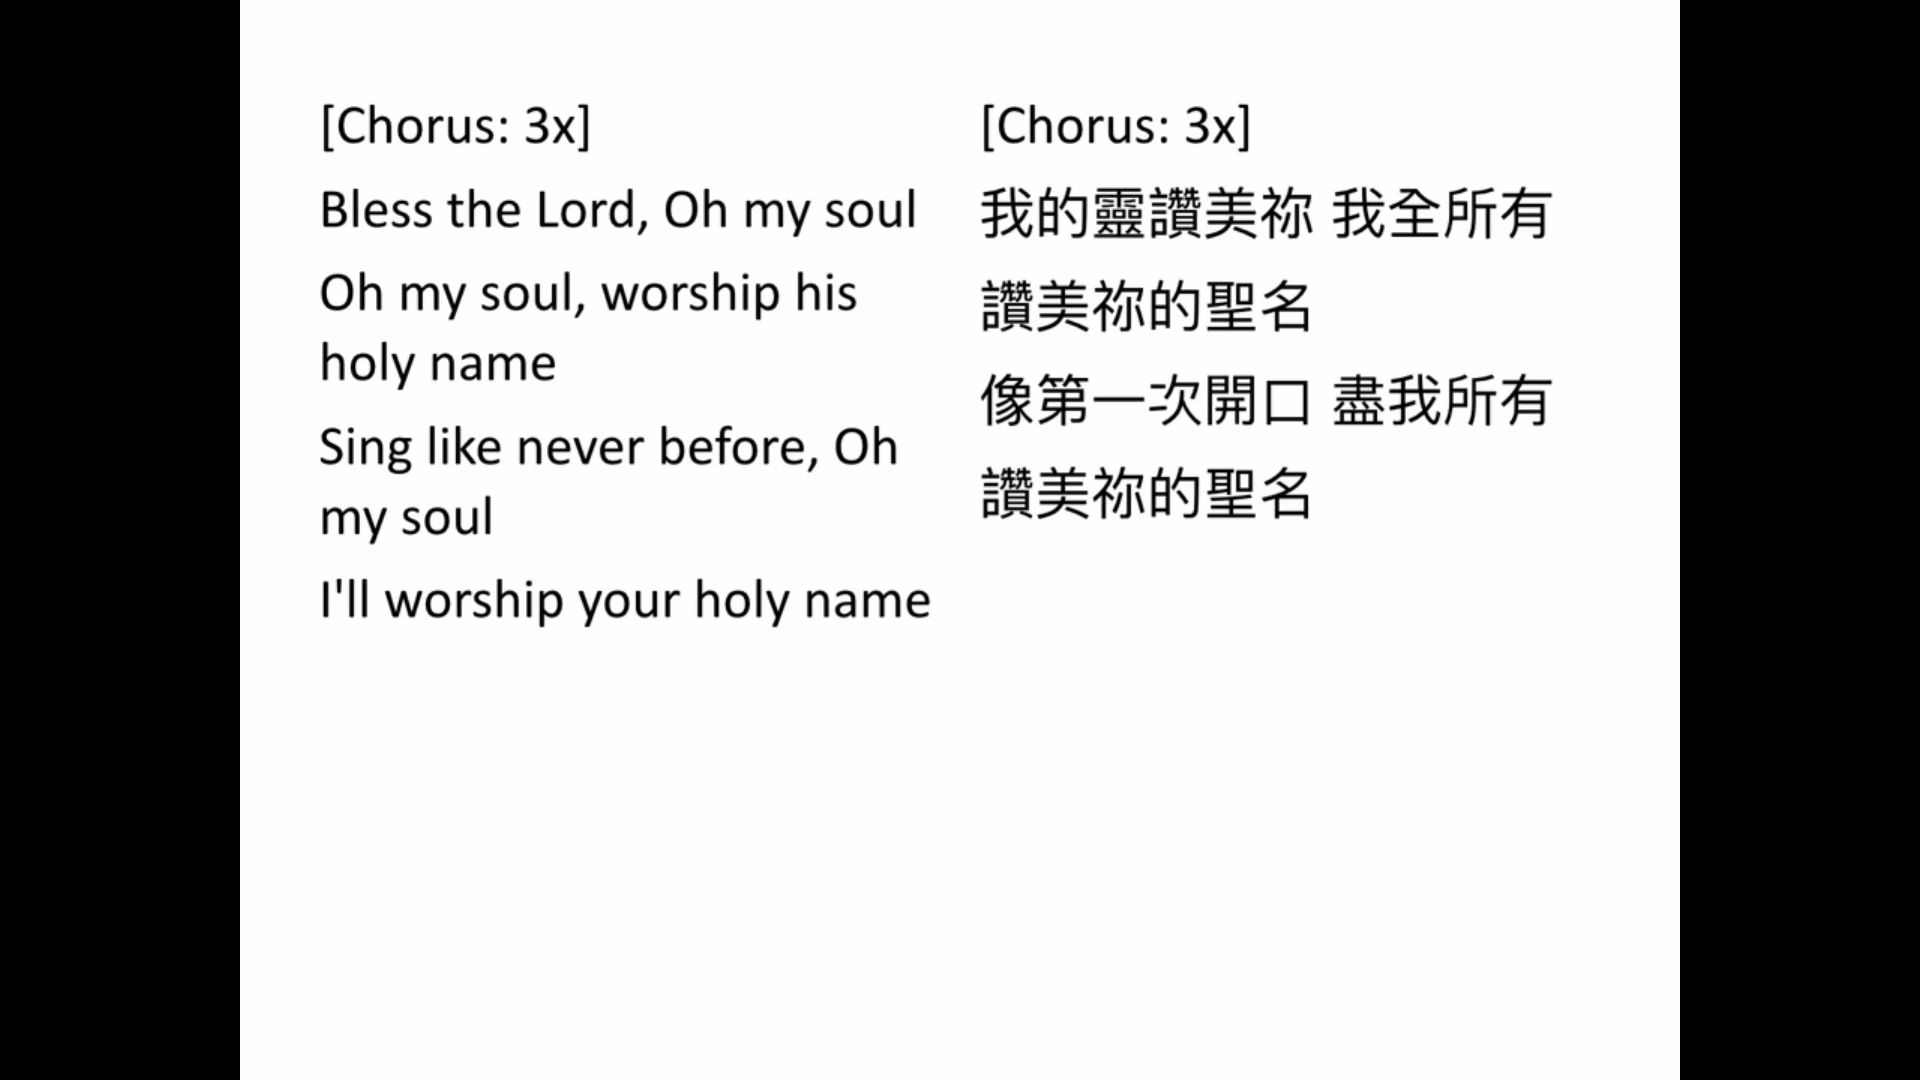 [Chorus: 3x]
Bless the Lord, Oh my soul
Oh my soul, worship his
holy name
Sing like never before, Oh
my soul
I'll worship your holy name
[Chorus: 3x]
我的靈讚美祢 我全所有
讚美祢的聖名
像第一次開口 盡我所有
讚美祢的聖名